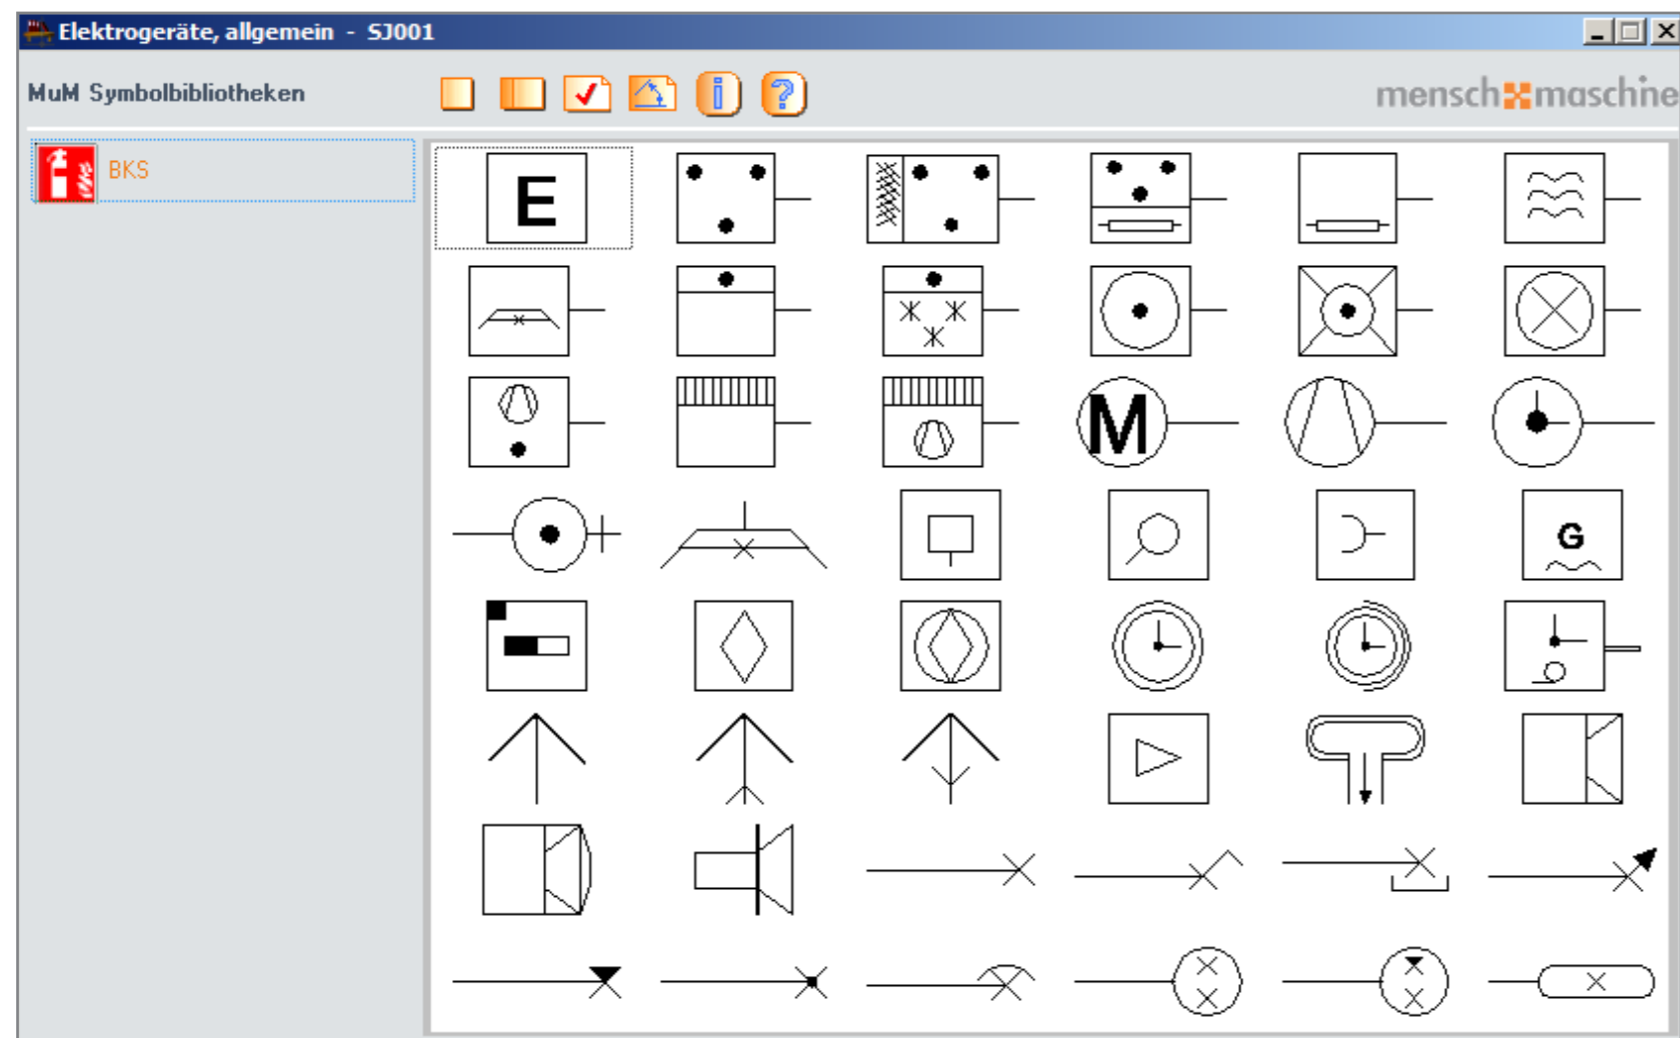 Elektrogeräte, allgemein - SJ001
MuM Symbolbibliotheken
mensch maschine
BKS
E
M
G